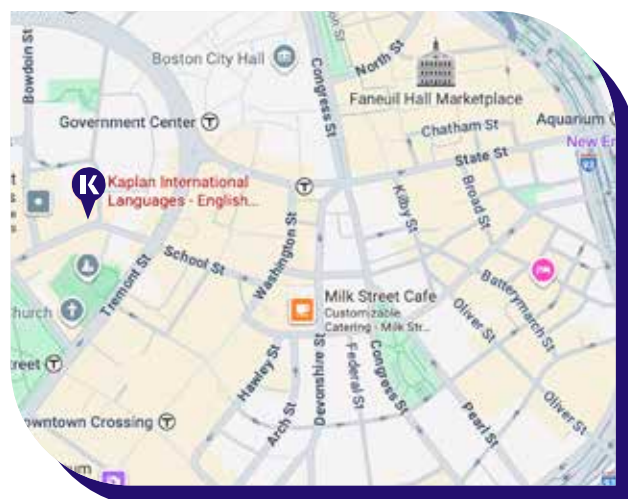 Bowdoin St
Boston City Hall
Congress St
North St
Faneuil Hall Marketplace
Government Center
T
Chatham St
Aquarium
New En
State St
93
K
Kaplan International
Languages - English...
T
Kilby St
Broad St
Washington St
School St
Tremont St
Milk Street Cafe
Customizable
Catering - Milk Str...
Batterymarch St
Oliver St
hurch
reet
T
Hawley St
Arch St
Devonshire St
Federal St
Congress St
Pearl St
Oliver St
owntown Crossing
T
um